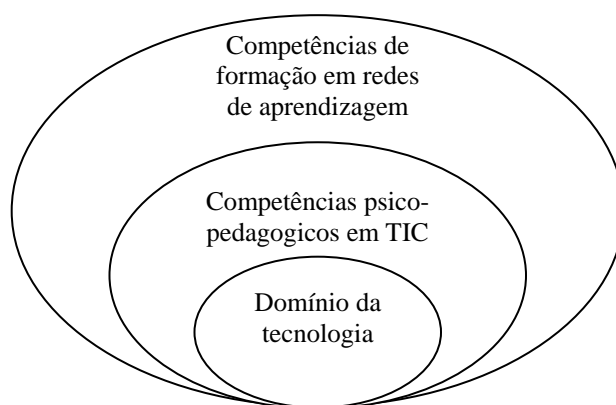 Competências de
formação em redes
de aprendizagem
Competências psico-
pedagogicos em TIC
Domínio da
tecnologia